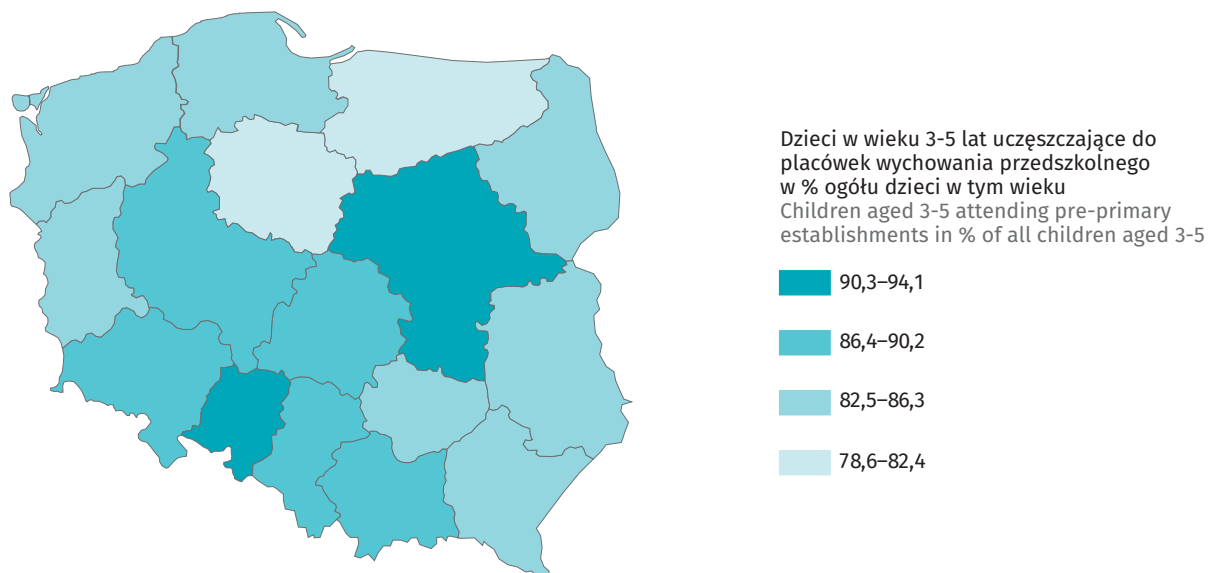 Dzieci w wieku 3-5 lat uczęszczające do
placówek wychowania przedszkolnego
w % ogółu dzieci w tym wieku
Children aged 3-5 attending pre-primary
establishments in % of all children aged 3-5
90,3–94,1
86,4–90,2
82,5–86,3
78,6–82,4